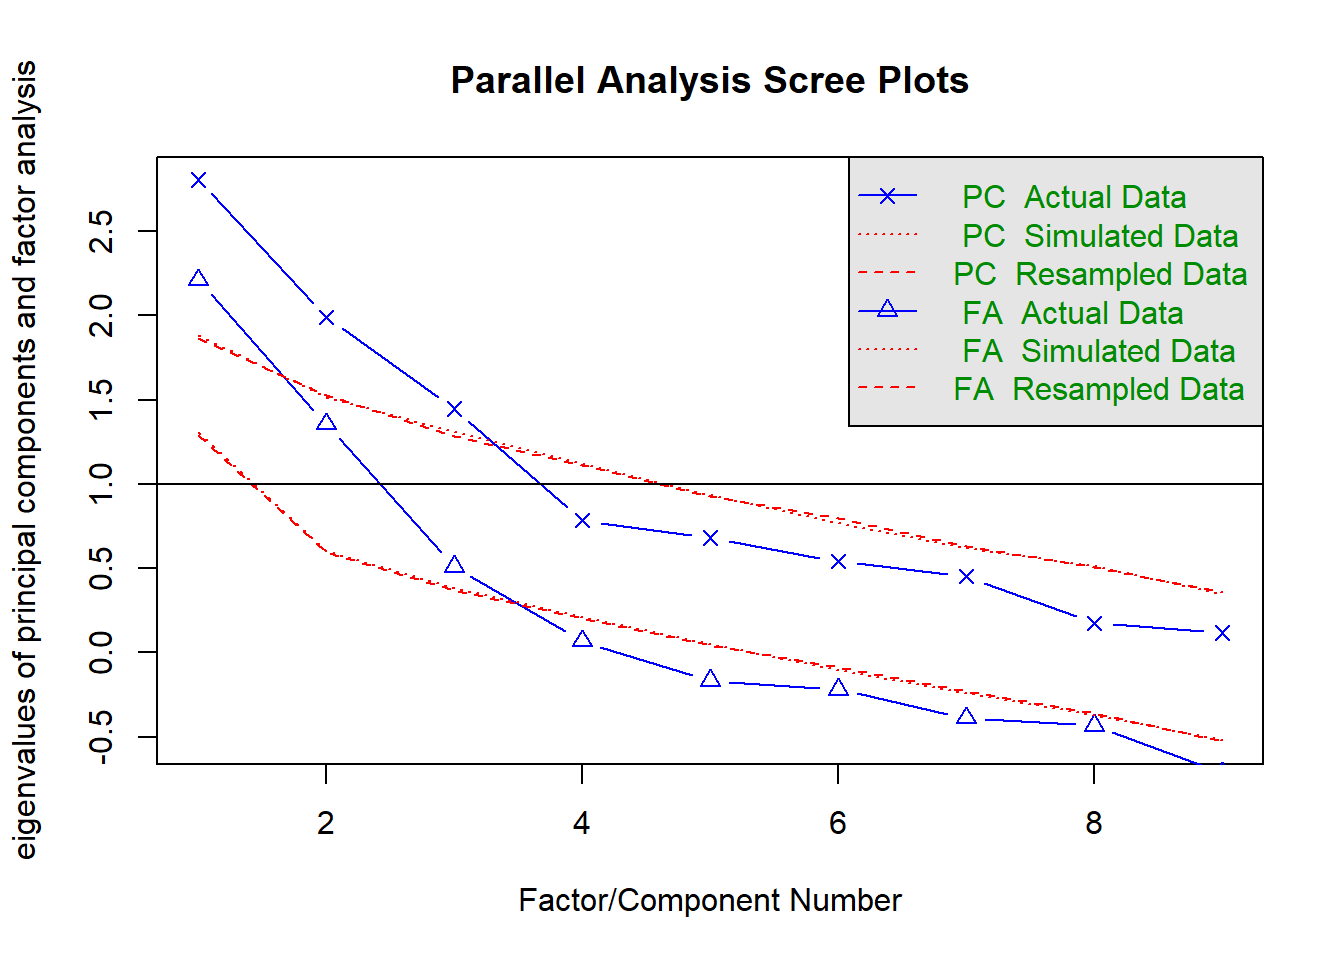 Parallel Analysis Scree Plots
eigenvalues of principal components and factor analysis
2.5
2.0
1.5
1.0
0.5
0.0
-0.5
PC Actual Data
PC Simulated Data
PC Resampled Data
FA Actual Data
FA Simulated Data
FA Resampled Data
2 4 6 8
Factor/Component Number